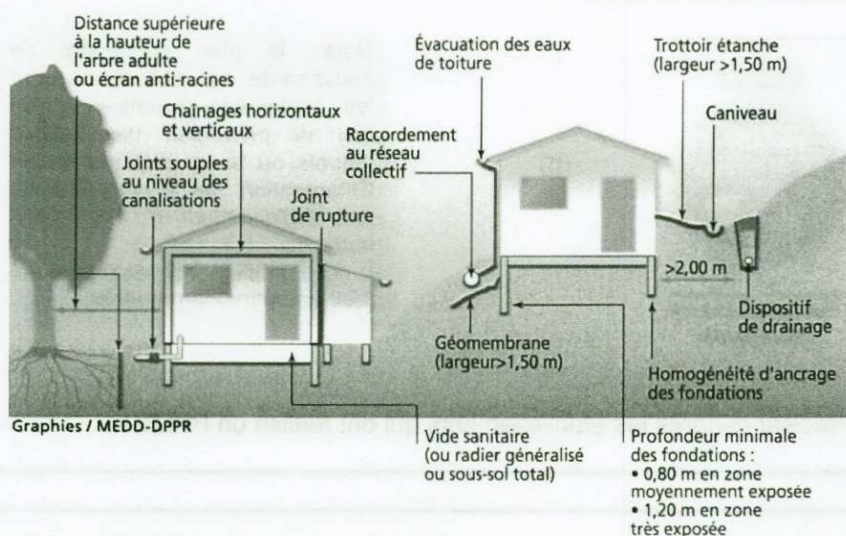 Distance supérieure
à la hauteur de
l'arbre adulte
ou écran anti-racines
Chaînages horizontaux
et verticaux
Joints souples
au niveau des
canalisations
Joint
de rupture
Évacuation des eaux
de toiture
Raccordement
au réseau
collectif
Trottoir étanche
(largeur >1,50 m)
Caniveau
>2,00 m
Dispositif
de drainage
Géomembrane
(largeur>1,50 m)
Homogénéité d'ancrage
des fondations
Graphies / MEDD-DPPR
Vide sanitaire
(ou radier généralisé
ou sous-sol total)
Profondeur minimale
des fondations :
• 0,80 m en zone
moyennement exposée
• 1,20 m en zone
très exposée